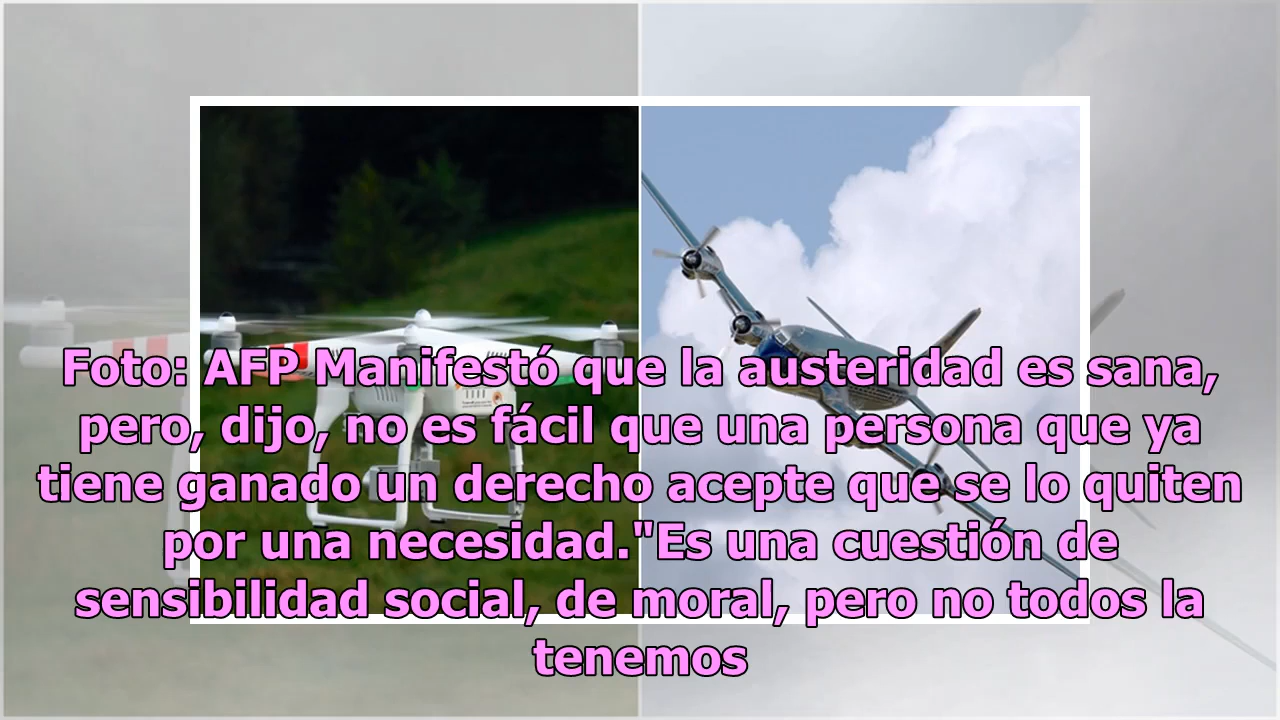 Foto: AFP Manifestó que la austeridad es sana,
pero, dijo, no es fácil que una persona que ya
tiene ganado un derecho acepte que se lo quiten
por una necesidad."Es una cuestión de
sensibilidad social, de moral, pero no todos la
tenemos